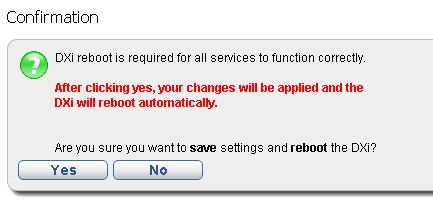 Confirmation
DXi reboot is required for all services to function correctly.
After clicking yes, your changes will be applied and the
DXi will reboot automatically.
Are you sure you want to save settings and reboot the DXi?
Yes No